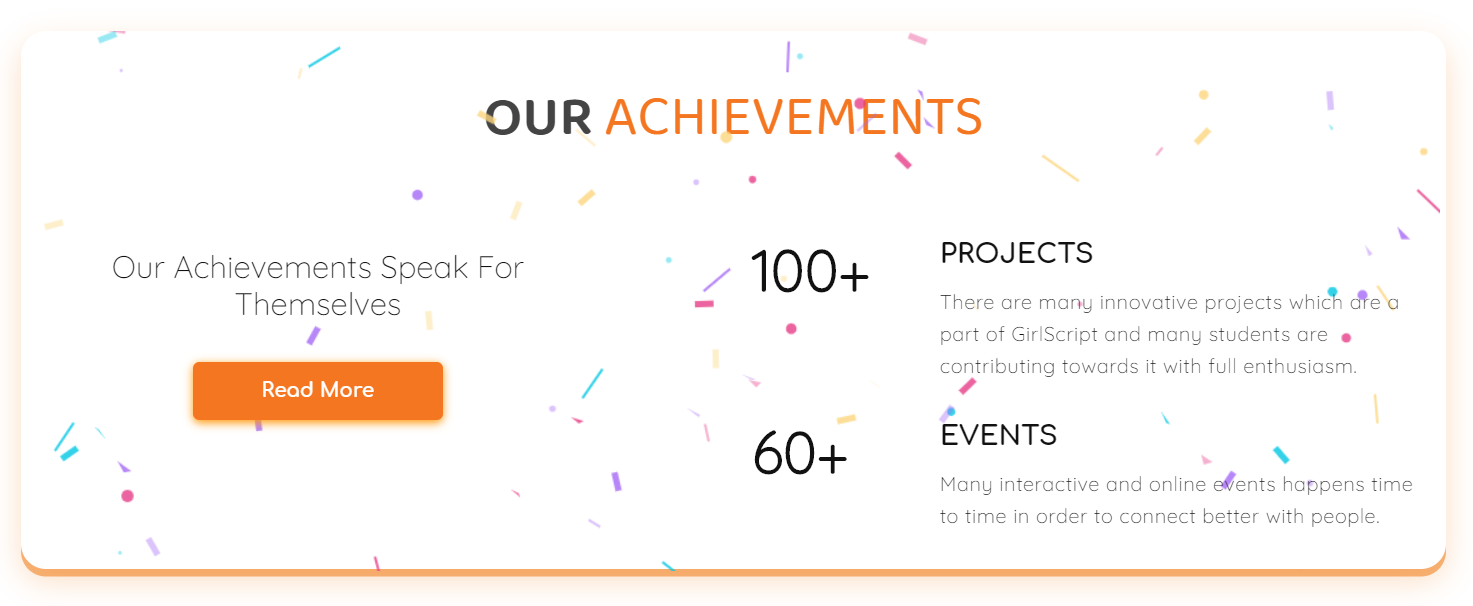 OUR ACHIEVEMENTS
Our Achievements Speak For
Themselves
Read More
100+
PROJECTS
There are many innovative projects which are a
part of GirlScript and many students are
contributing towards it with full enthusiasm.
60+
EVENTS
Many interactive and online events happens time
to time in order to connect better with people.